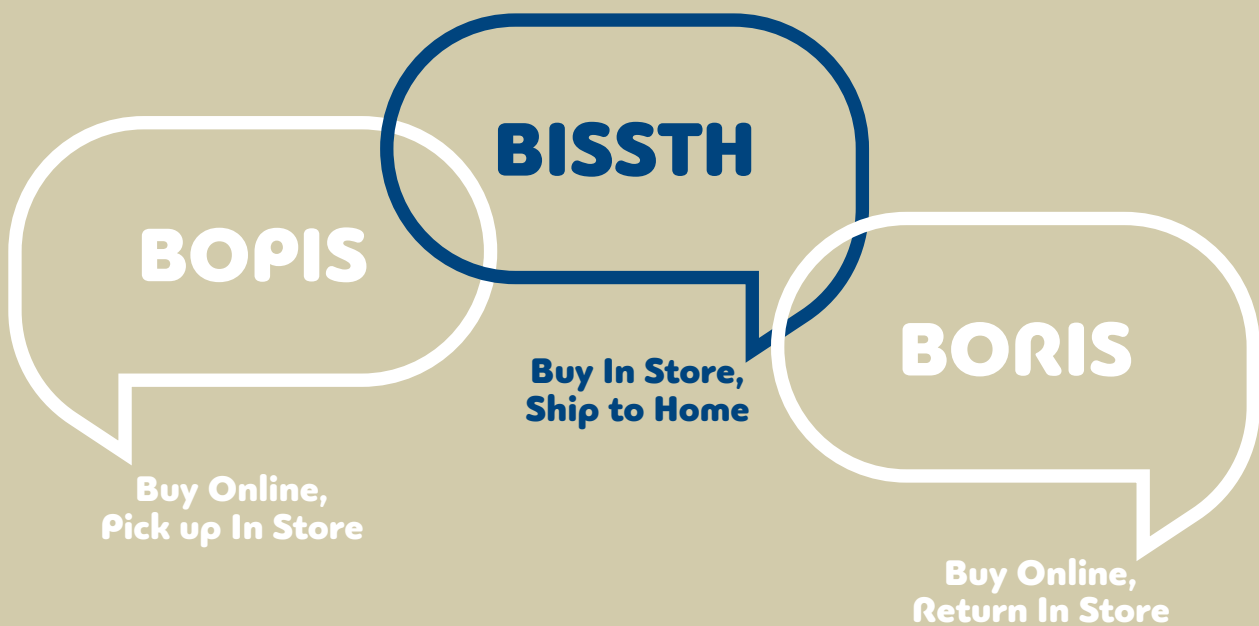 BOPIS
Buy Online,
Pick up In Store
BISSTH
Buy In Store,
Ship to Home
BORIS
Buy Online,
Return In Store